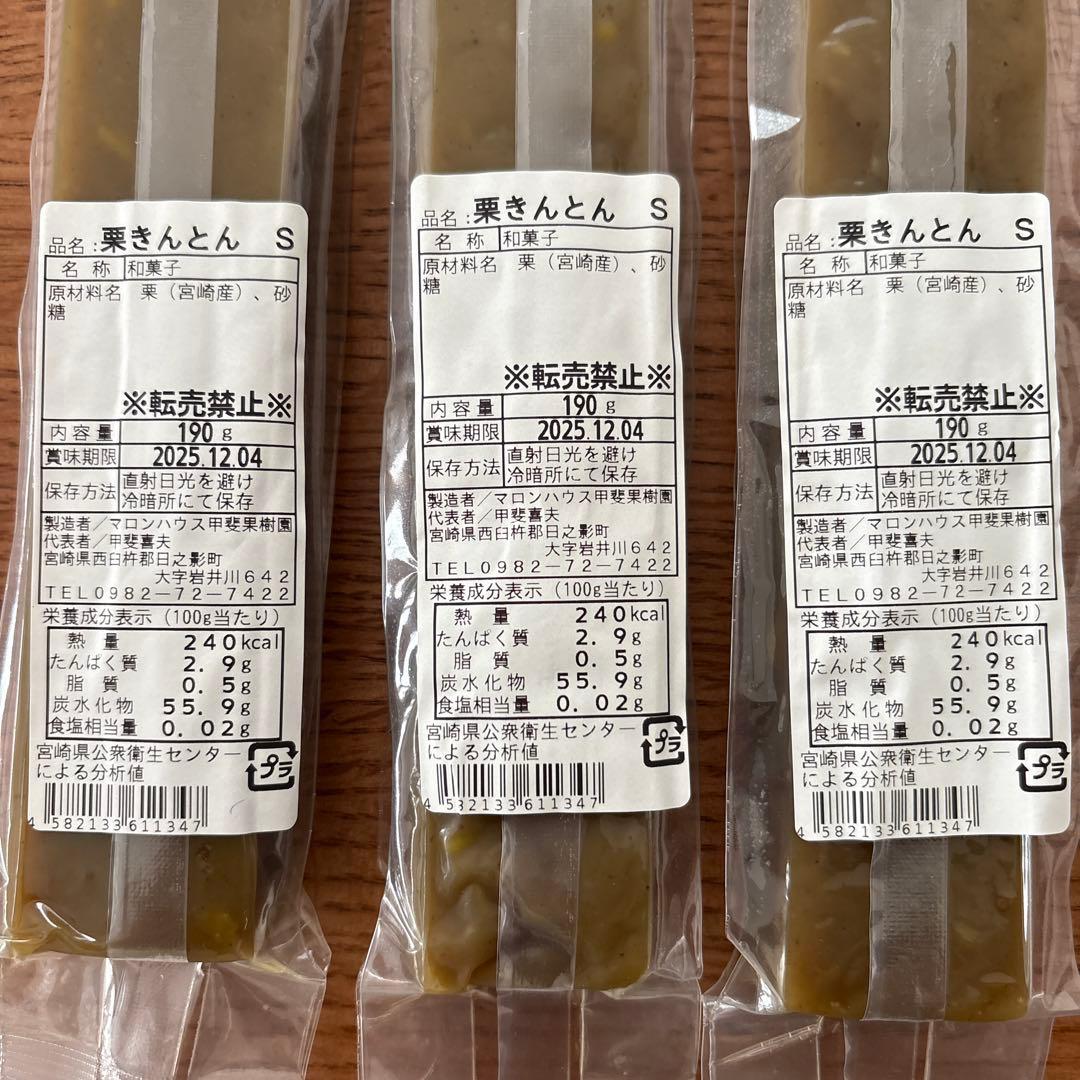 品名:栗きんとん S
名 称 和菓子
原材料名 栗(宮崎産)、砂
糖
※転売禁止※
内容量 190g
賞味期限 2025.12.04
保存方法 直射日光を避け
冷暗所にて保存
製造者/マロンハウス甲斐果樹園
代表者/甲斐喜夫
宮崎県西臼杵郡日之影町
大字岩井川642
TEL0982-72-7422
栄養成分表示(100g当たり)
熱 量 240kcal
たんぱく質 2.9g
脂 質 0.5g
炭水化物 55.9g
食塩相当量 0.02g
宮崎県公衆衛生センター
による分析値
プラ
4 582133 611347
品名:栗きんとん S
名 称 和菓子
原材料名 栗(宮崎産)、砂
糖
※転売禁止※
内容量 190g
賞味期限 2025.12.04
保存方法 直射日光を避け
冷暗所にて保存
製造者/マロンハウス甲斐果樹園
代表者/甲斐喜夫
宮崎県西臼杵郡日之影町
大字岩井川642
TEL0982-72-7422
栄養成分表示(100g当たり)
熱 量 240kcal
たんぱく質 2.9g
脂 質 0.5g
炭水化物 55.9g
食塩相当量 0.02g
宮崎県公衆衛生センター
による分析値
プラ
4 582133 611347
品名:栗きんとん S
名 称 和菓子
原材料名 栗(宮崎産)、砂
糖
※転売禁止※
内容量 190g
賞味期限 2025.12.04
保存方法 直射日光を避け
冷暗所にて保存
製造者/マロンハウス甲斐果樹園
代表者/甲斐喜夫
宮崎県西臼杵郡日之影町
大字岩井川642
TEL0982-72-7422
栄養成分表示(100g当たり)
熱 量 240kcal
たんぱく質 2.9g
脂 質 0.5g
炭水化物 55.9g
食塩相当量 0.02g
宮崎県公衆衛生センター
による分析値
プラ
4 582133 611347